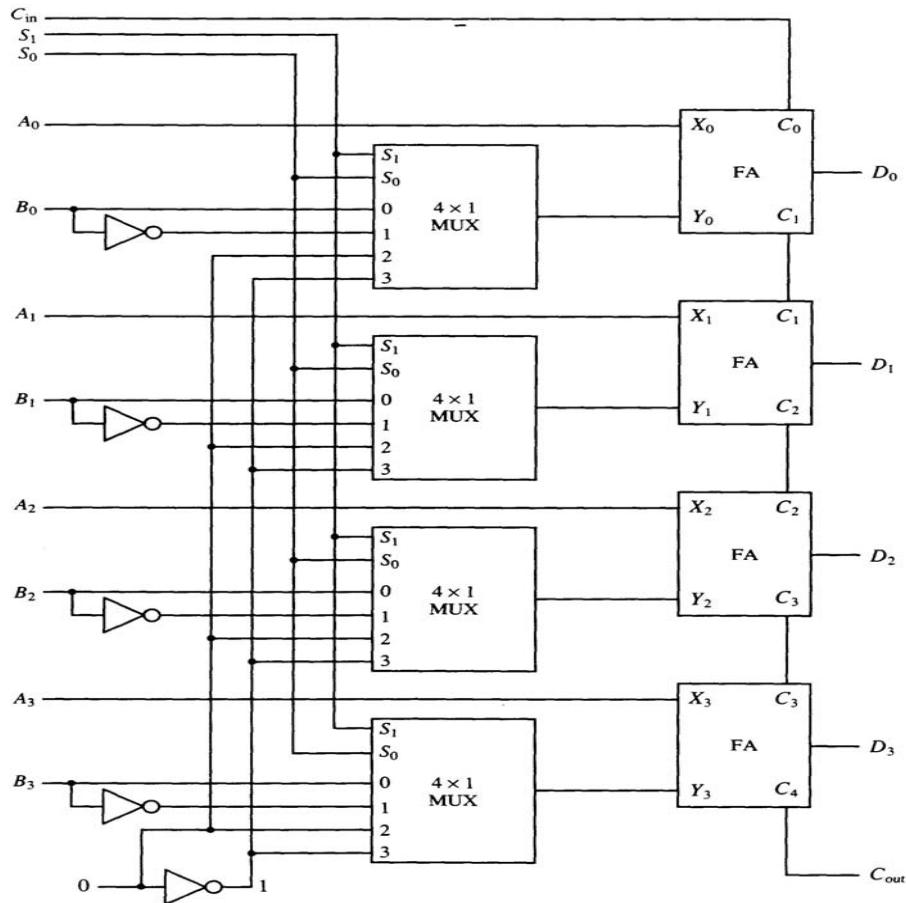 C_in
S_1
S_0
A_0 X_0 C_0
S_1 FA D_0
S_0 4 × 1
B_0 0 MUX Y_0 C_1
1
2
3
A_1 X_1 C_1
S_1 FA D_1
S_0 4 × 1
B_1 0 MUX Y_1 C_2
1
2
3
A_2 X_2 C_2
S_1 FA D_2
S_0 4 × 1
B_2 0 MUX Y_2 C_3
1
2
3
A_3 X_3 C_3
S_1 FA D_3
S_0 4 × 1
B_3 0 MUX Y_3 C_4
1
2
3
0 1 C_out